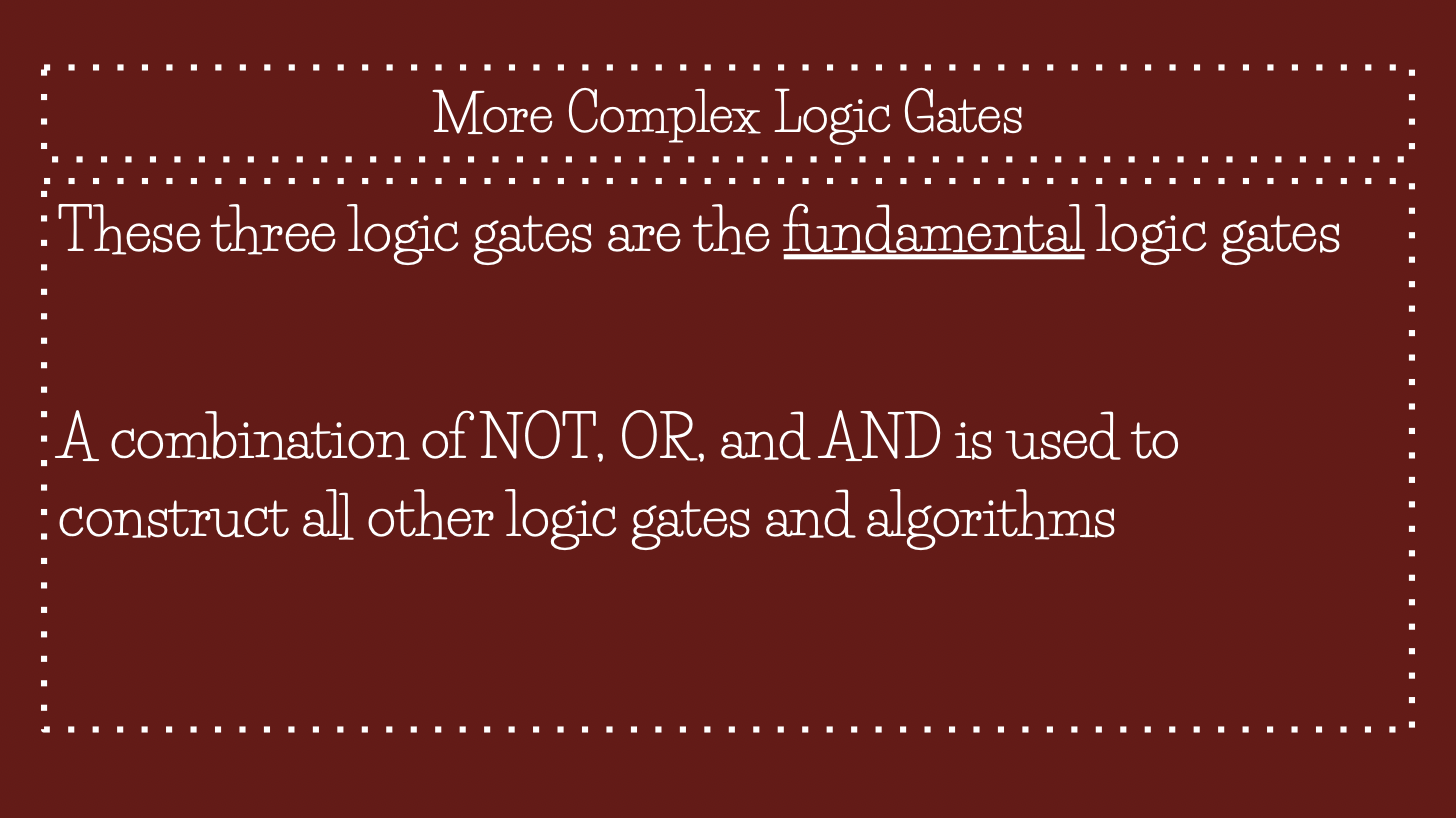 More Complex Logic Gates
These three logic gates are the fundamental logic gates
A combination of NOT, OR, and AND is used to
construct all other logic gates and algorithms